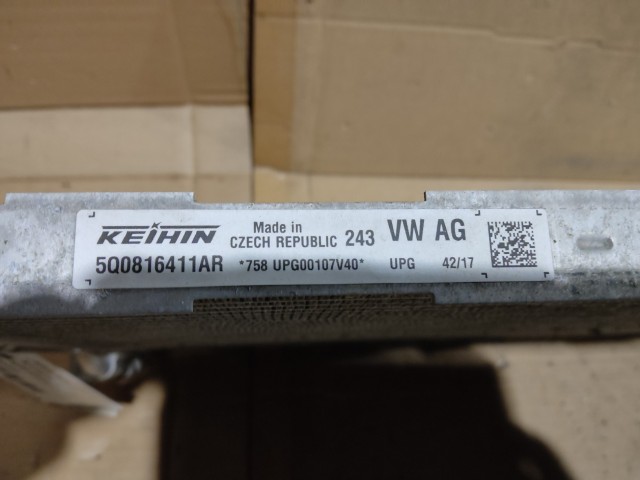 KEIHIN Made in CZECH REPUBLIC 243 VW AG
5Q0816411AR *758 UPG00107V40* UPG 42/17